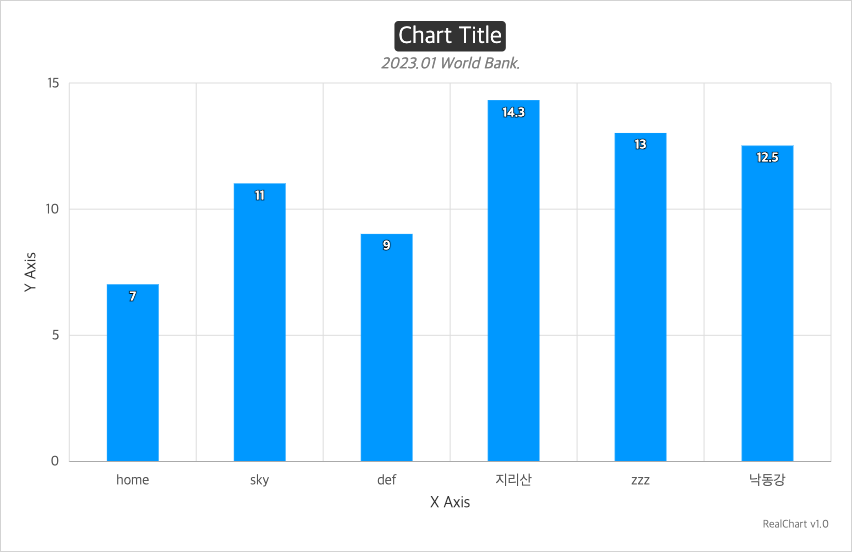 Chart Title
2023.01 World Bank.
15
10
5
0
Y Axis
7
11
9
14.3
13
12.5
home sky def 지리산 zzz 낙동강
X Axis
RealChart v1.0